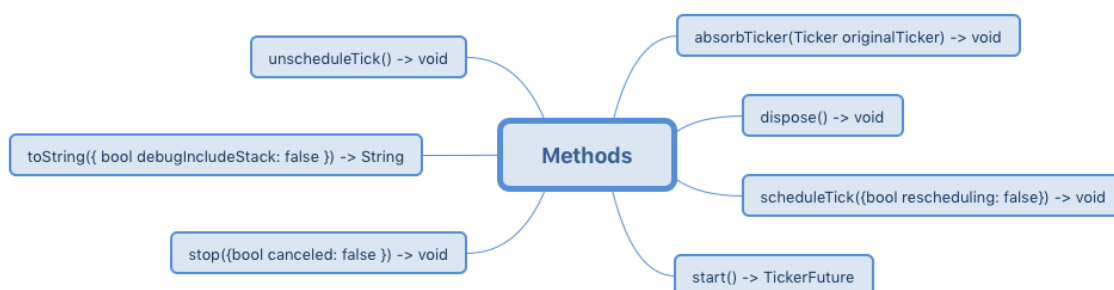 absorbTicker(Ticker originalTicker) -> void
unscheduleTick() -> void
dispose() -> void
Methods
toString({ bool debugIncludeStack: false }) -> String
scheduleTick({bool rescheduling: false}) -> void
stop({bool canceled: false }) -> void
start() -> TickerFuture